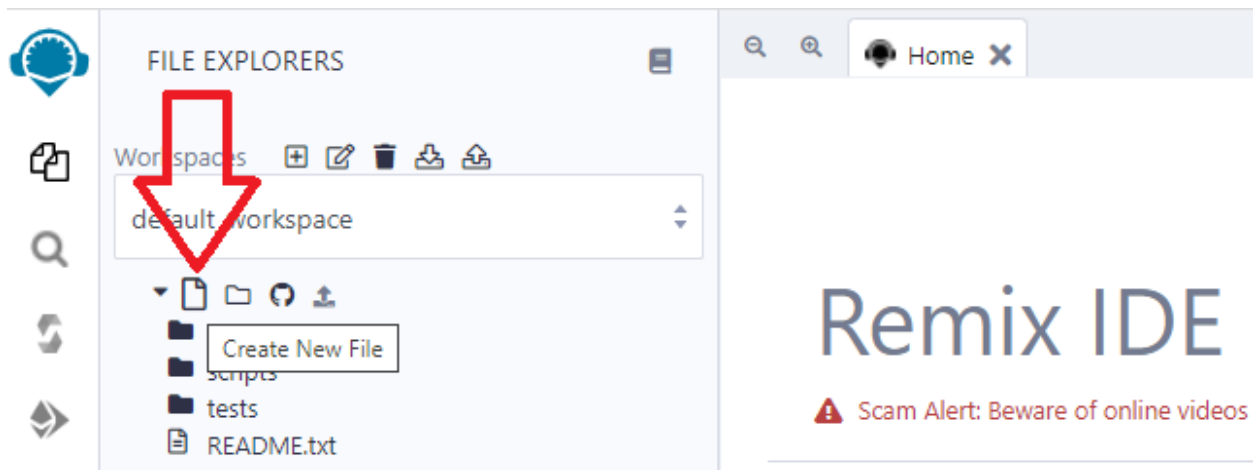 FILE EXPLORERS
Home
Workspaces
default_workspace
Create New File
scripts
tests
README.txt
Remix IDE
Scam Alert: Beware of online videos